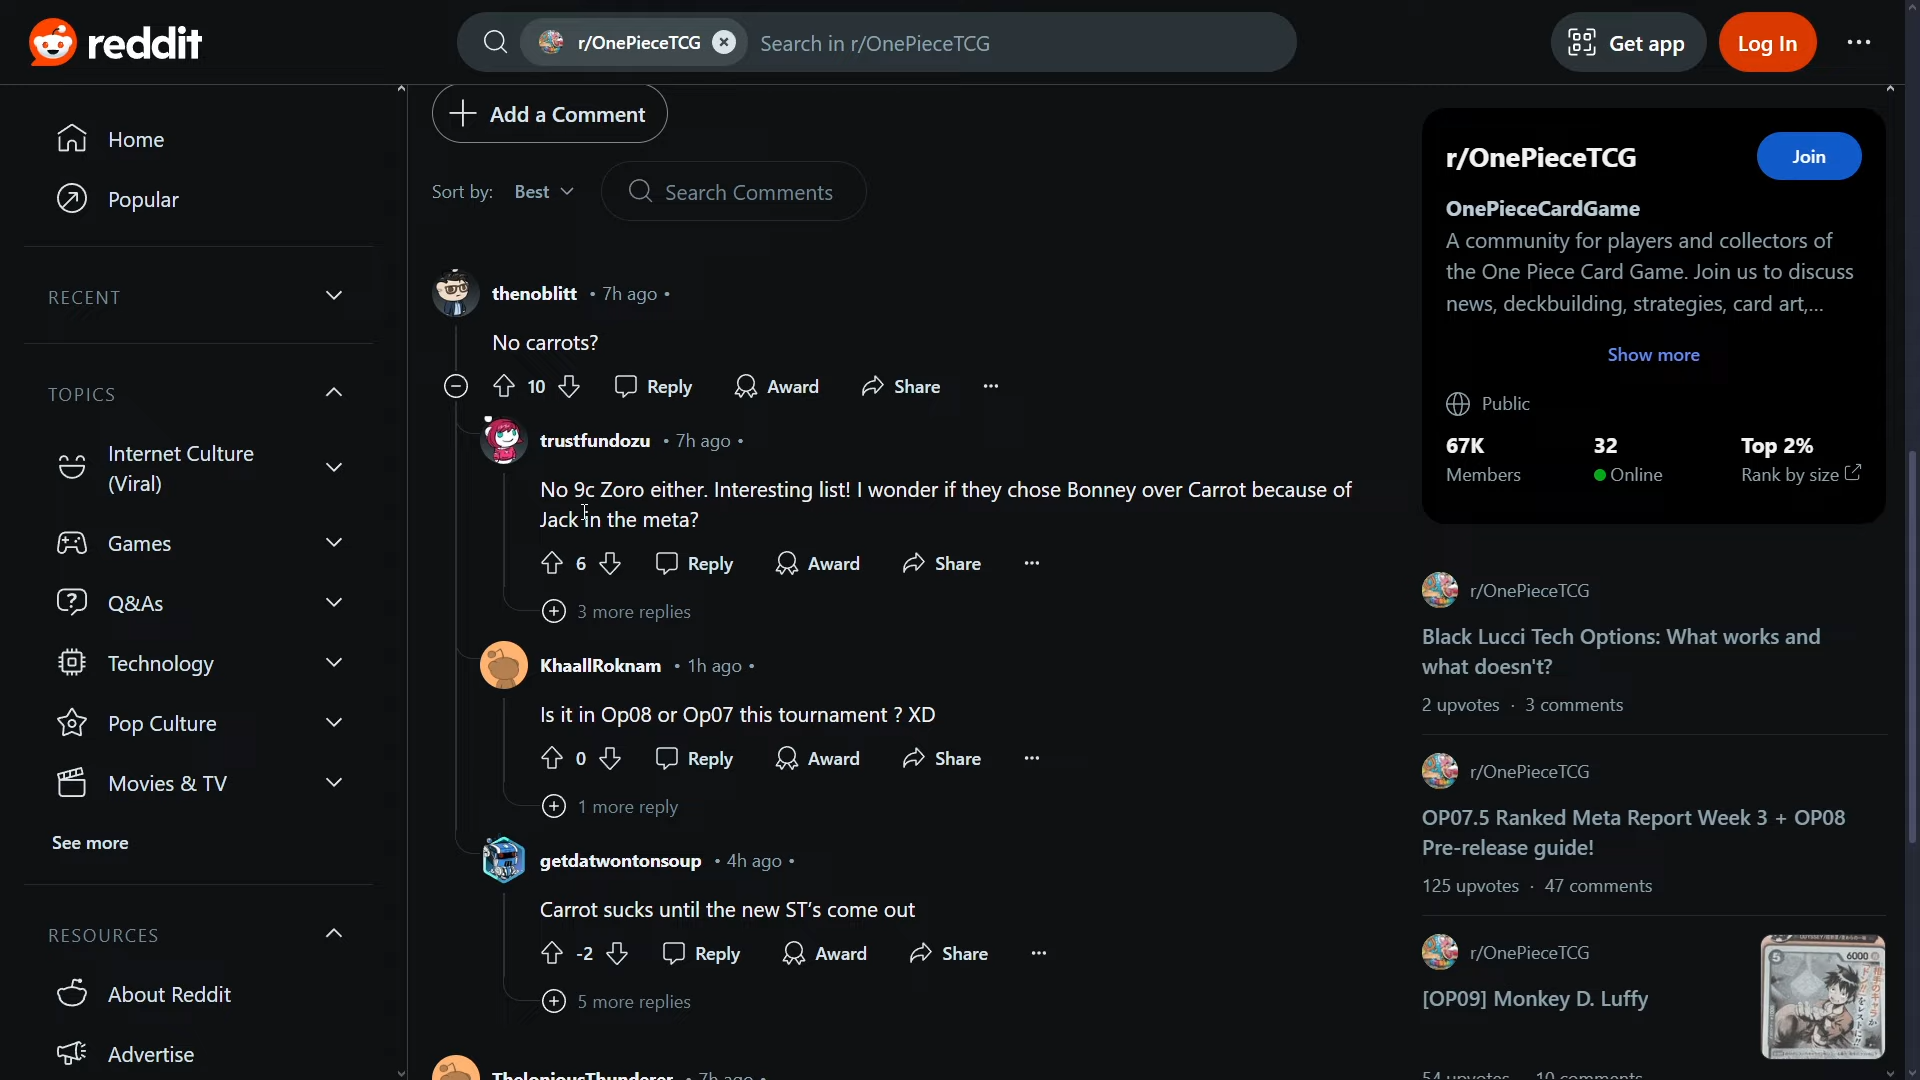 reddit
r/OnePieceTCG
Search in r/OnePieceTCG
Get app
Log In
Home
Popular
RECENT
TOPICS
Internet Culture
(Viral)
Games
Q&As
Technology
Pop Culture
Movies & TV
See more
RESOURCES
About Reddit
Advertise
Add a Comment
Sort by: Best
Search Comments
thenoblitt • 7h ago •
No carrots?
10 Reply Award Share
trustfundozu • 7h ago •
No 9c Zoro either. Interesting list! I wonder if they chose Bonney over Carrot because of
Jack in the meta?
6 Reply Award Share
3 more replies
KhaallRoknam • 1h ago •
Is it in Op08 or Op07 this tournament ? XD
0 Reply Award Share
1 more reply
getdatwontonsoup • 4h ago •
Carrot sucks until the new ST's come out
-2 Reply Award Share
5 more replies
TheloniousThunderer • 7h ago •
r/OnePieceTCG
Join
OnePieceCardGame
A community for players and collectors of
the One Piece Card Game. Join us to discuss
news, deckbuilding, strategies, card art,...
Show more
Public
67K
Members
32
Online
Top 2%
Rank by size
r/OnePieceTCG
Black Lucci Tech Options: What works and
what doesn't?
2 upvotes · 3 comments
r/OnePieceTCG
OP07.5 Ranked Meta Report Week 3 + OP08
Pre-release guide!
125 upvotes · 47 comments
r/OnePieceTCG
[OP09] Monkey D. Luffy
5
6000
54 upvotes · 10 comments